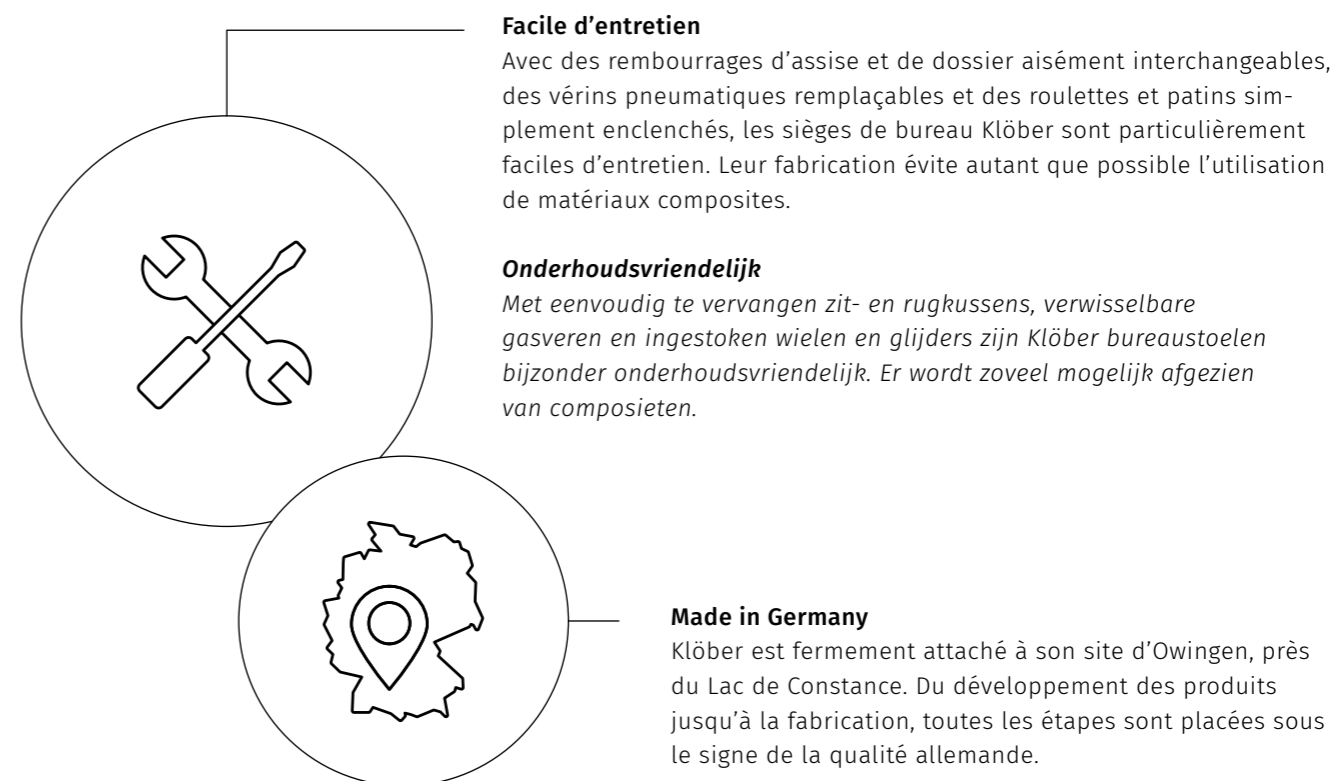 Facile d’entretien
Avec des rembourrages d’assise et de dossier aisément interchangeables,
des vérins pneumatiques remplaçables et des roulettes et patins sim-
plement enclenchés, les sièges de bureau Klöber sont particulièrement
faciles d’entretien. Leur fabrication évite autant que possible l’utilisation
de matériaux composites.
Onderhoudsvriendelijk
Met eenvoudig te vervangen zit- en rugkussens, verwisselbare
gasveren en ingestoken wielen en glijders zijn Klöber bureaustoelen
bijzonder onderhoudsvriendelijk. Er wordt zoveel mogelijk afgezien
van composieten.
Made in Germany
Klöber est fermement attaché à son site d’Owingen, près
du Lac de Constance. Du développement des produits
jusqu’à la fabrication, toutes les étapes sont placées sous
le signe de la qualité allemande.